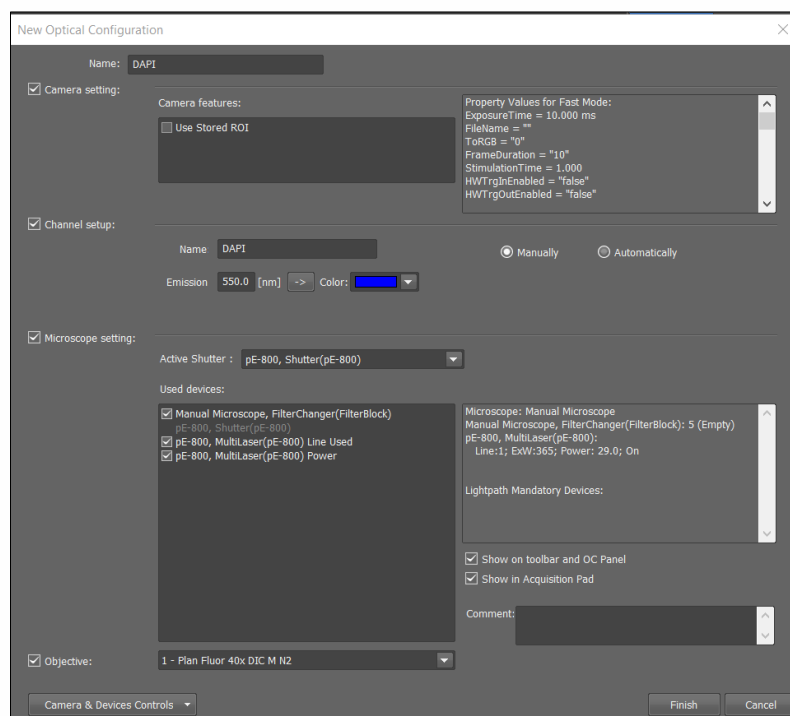 New Optical Configuration
Name: DAPI
Camera setting:
Camera features:
Use Stored ROI
Property Values for Fast Mode:
ExposureTime = 10.000 ms
FileName = ""
ToRGB = "0"
FrameDuration = "10"
StimulationTime = 1.000
HWTrgInEnabled = "false"
HWTrgOutEnabled = "false"
Channel setup:
Name DAPI
Manually Automatically
Emission 550.0 [nm] -> Color:
Microscope setting:
Active Shutter : pE-800, Shutter(pE-800)
Used devices:
Manual Microscope, FilterChanger(FilterBlock)
pE-800, Shutter(pE-800)
pE-800, MultiLaser(pE-800) Line Used
pE-800, MultiLaser(pE-800) Power
Microscope: Manual Microscope
Manual Microscope, FilterChanger(FilterBlock): 5 (Empty)
pE-800, MultiLaser(pE-800):
Line:1; ExW:365; Power: 29.0; On
Lightpath Mandatory Devices:
Show on toolbar and OC Panel
Show in Acquisition Pad
Comment:
Objective: 1 - Plan Fluor 40x DIC M N2
Camera & Devices Controls
Finish Cancel